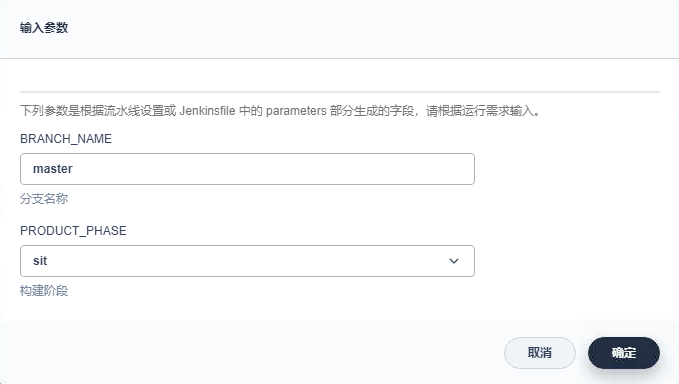 输入参数
下列参数是根据流水线设置或 Jenkinsfile 中的 parameters 部分生成的字段，请根据运行需求输入。
BRANCH_NAME
master
分支名称
PRODUCT_PHASE
sit
构建阶段
取消
确定